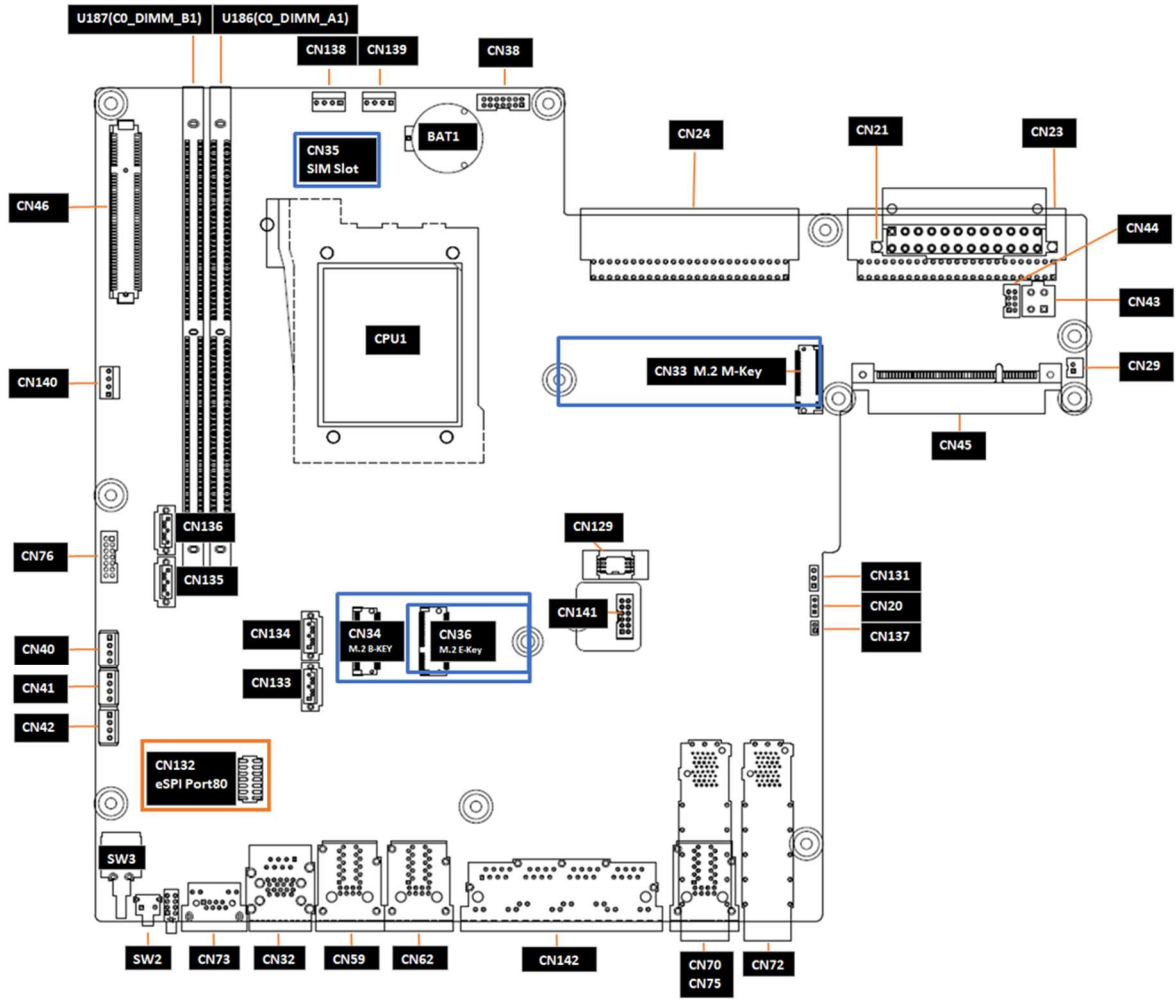 U187(C0_DIMM_B1)
U186(C0_DIMM_A1)
CN138
CN139
CN38
BAT1
CN35
SIM Slot
CN24
CN21
CN23
CN46
CN44
CN43
CPU1
CN33 M.2 M-Key
CN29
CN140
CN45
CN136
CN129
CN76
CN135
CN131
CN20
CN141
CN137
CN134
CN34
M.2 B-KEY
CN36
M.2 E-Key
CN40
CN133
CN41
CN42
CN132
eSPI Port80
SW3
SW2
CN73
CN32
CN59
CN62
CN142
CN70
CN75
CN72